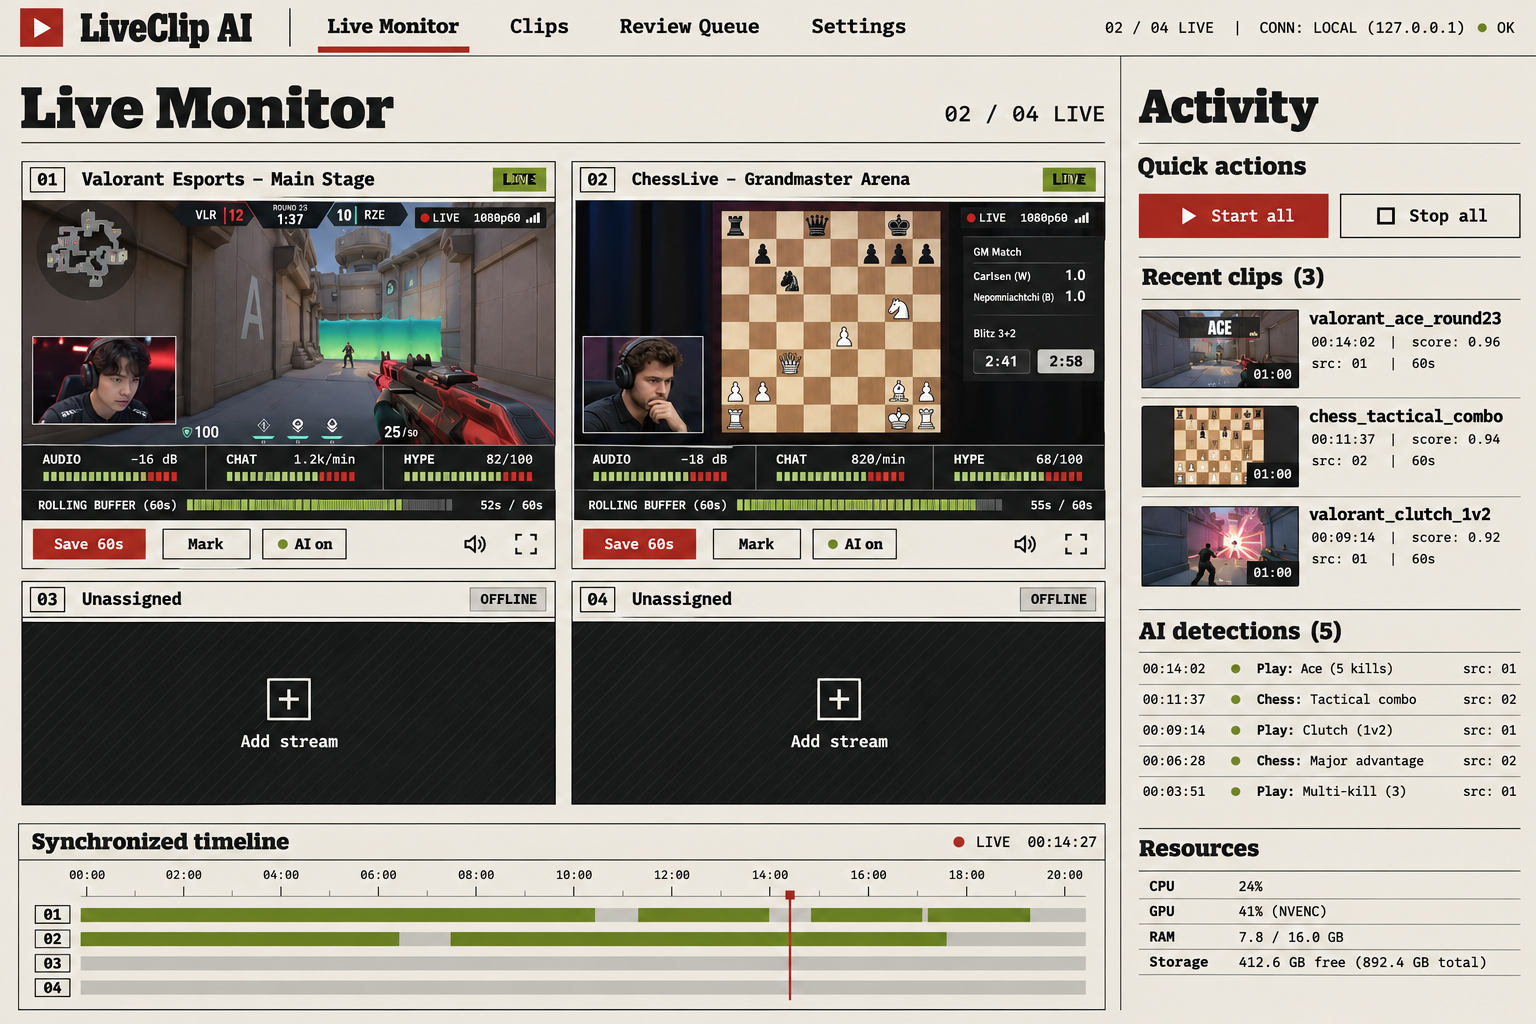 LiveClip AI
Live Monitor
Clips
Review Queue
Settings
02 / 04 LIVE | CONN: LOCAL (127.0.0.1) OK
Live Monitor
02 / 04 LIVE
01 Valorant Esports – Main Stage LIVE
VLR 12
ROUND 23
1:37
10 RZE
LIVE 1080p60
A
100
25/50
AUDIO -16 dB
CHAT 1.2k/min
HYPE 82/100
ROLLING BUFFER (60s) 52s / 60s
Save 60s
Mark
AI on
02 ChessLive – Grandmaster Arena LIVE
LIVE 1080p60
GM Match
Carlsen (W) 1.0
Nepomniachtchi (B) 1.0
Blitz 3+2
2:41 2:58
AUDIO -18 dB
CHAT 820/min
HYPE 68/100
ROLLING BUFFER (60s) 55s / 60s
Save 60s
Mark
AI on
03 Unassigned OFFLINE
Add stream
04 Unassigned OFFLINE
Add stream
Synchronized timeline
LIVE 00:14:27
00:00 02:00 04:00 06:00 08:00 10:00 12:00 14:00 16:00 18:00 20:00
01
02
03
04
Activity
Quick actions
Start all
Stop all
Recent clips (3)
ACE
01:00
valorant_ace_round23
00:14:02 | score: 0.96
src: 01 | 60s
01:00
chess_tactical_combo
00:11:37 | score: 0.94
src: 02 | 60s
01:00
valorant_clutch_1v2
00:09:14 | score: 0.92
src: 01 | 60s
AI detections (5)
00:14:02 Play: Ace (5 kills) src: 01
00:11:37 Chess: Tactical combo src: 02
00:09:14 Play: Clutch (1v2) src: 01
00:06:28 Chess: Major advantage src: 02
00:03:51 Play: Multi-kill (3) src: 01
Resources
CPU 24%
GPU 41% (NVENC)
RAM 7.8 / 16.0 GB
Storage 412.6 GB free (892.4 GB total)